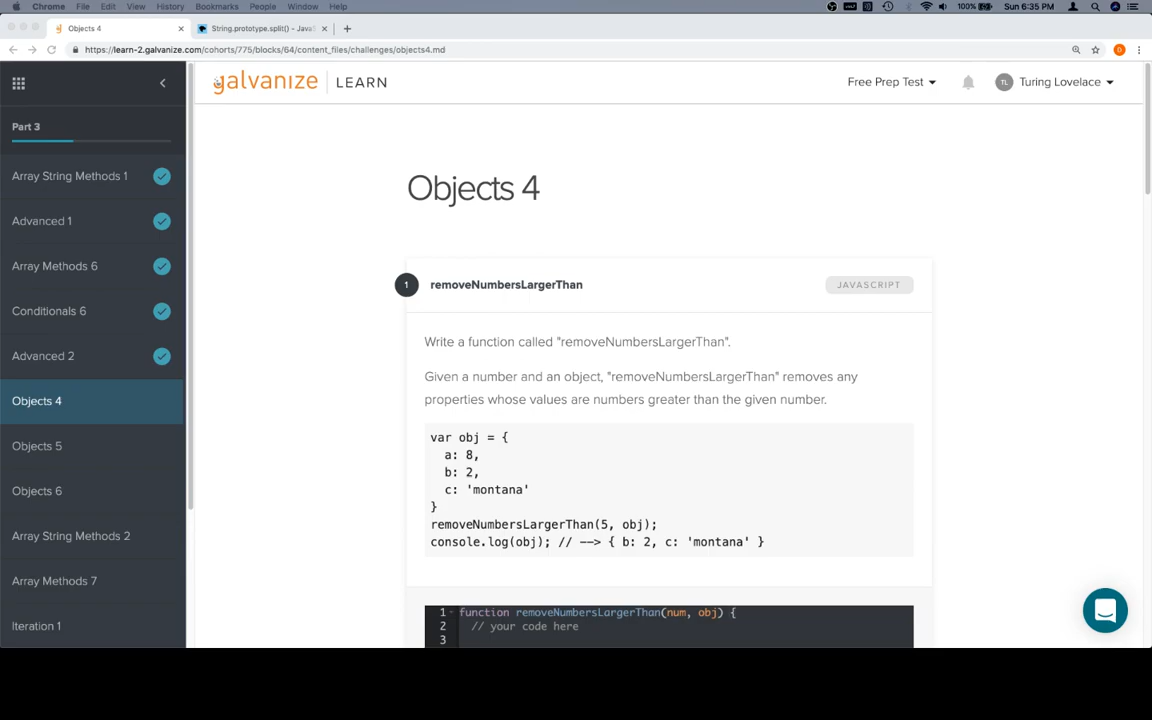 Chrome File Edit View History Bookmarks People Window Help 100% Sun 6:35 PM
Objects 4 String.prototype.split() - JavaS
https://learn-2.galvanize.com/cohorts/775/blocks/64/content_files/challenges/objects4.md
galvanize LEARN
Free Prep Test TL Turing Lovelace
Part 3
Array String Methods 1
Advanced 1
Array Methods 6
Conditionals 6
Advanced 2
Objects 4
Objects 5
Objects 6
Array String Methods 2
Array Methods 7
Iteration 1
Objects 4
1 removeNumbersLargerThan JAVASCRIPT
Write a function called "removeNumbersLargerThan".
Given a number and an object, "removeNumbersLargerThan" removes any
properties whose values are numbers greater than the given number.
var obj = {
a: 8,
b: 2,
c: 'montana'
}
removeNumbersLargerThan(5, obj);
console.log(obj); // --> { b: 2, c: 'montana' }
1 function removeNumbersLargerThan(num, obj) {
2 // your code here
3